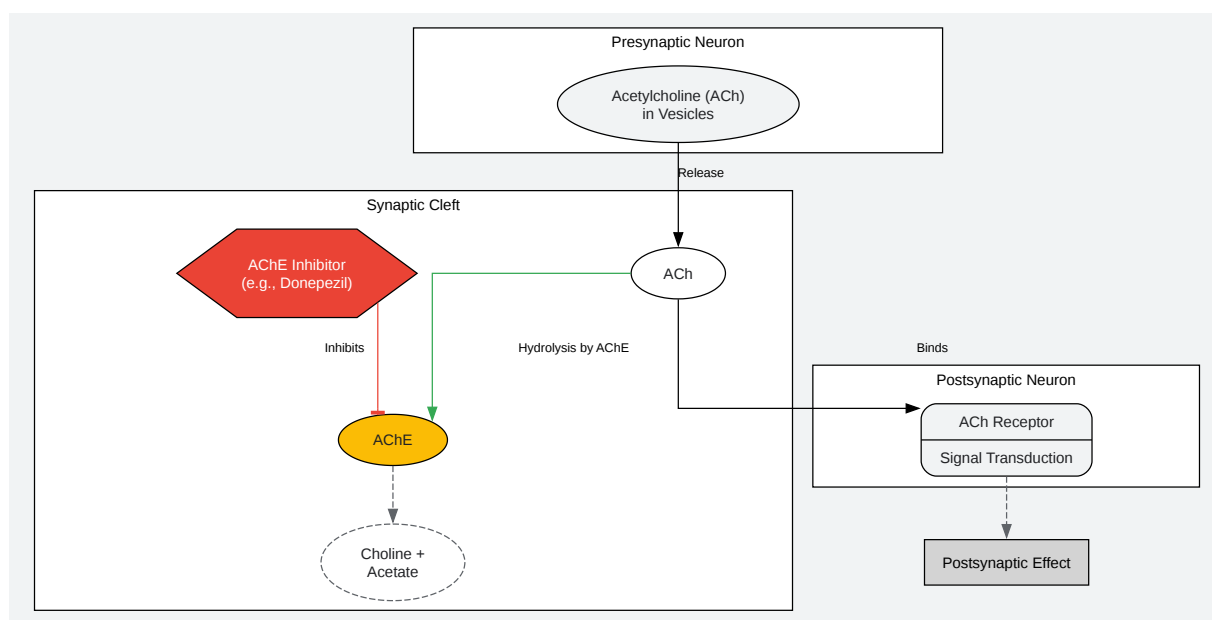 Presynaptic Neuron
Acetylcholine (ACh)
in Vesicles
Release
Synaptic Cleft
AChE Inhibitor
(e.g., Donepezil)
ACh
Inhibits
Hydrolysis by AChE
Binds
Postsynaptic Neuron
ACh Receptor
Signal Transduction
AChE
Choline +
Acetate
Postsynaptic Effect